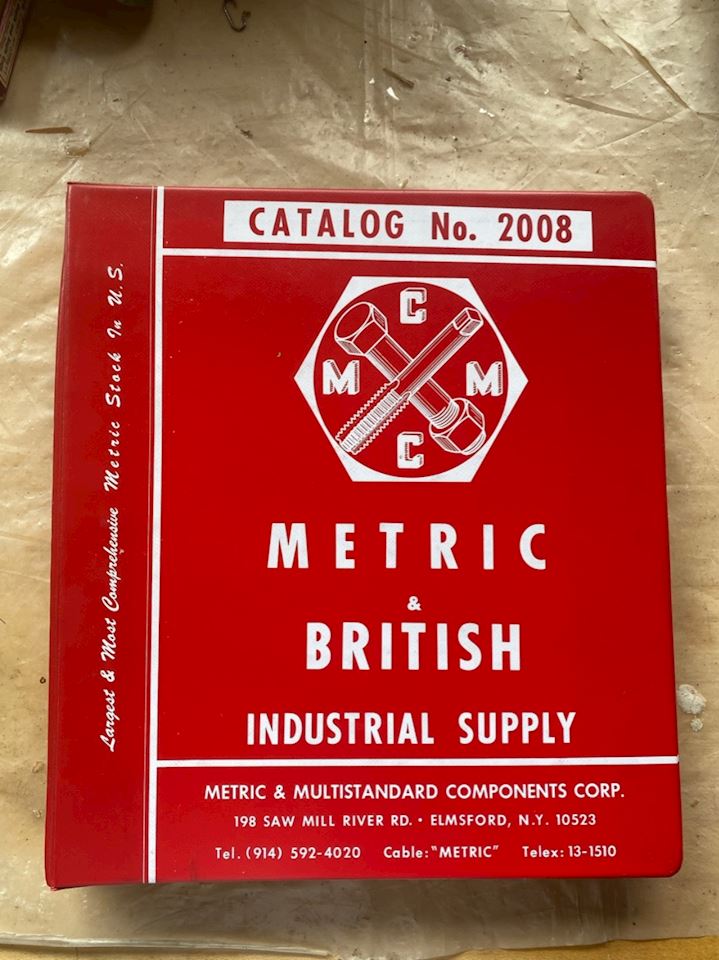 CATALOG No. 2008
C
M M
C
METRIC
&
BRITISH
INDUSTRIAL SUPPLY
METRIC & MULTISTANDARD COMPONENTS CORP.
198 SAW MILL RIVER RD. • ELMSFORD, N.Y. 10523
Tel. (914) 592-4020 Cable: "METRIC" Telex: 13-1510
Largest & Most Comprehensive Metric Stock In U.S.